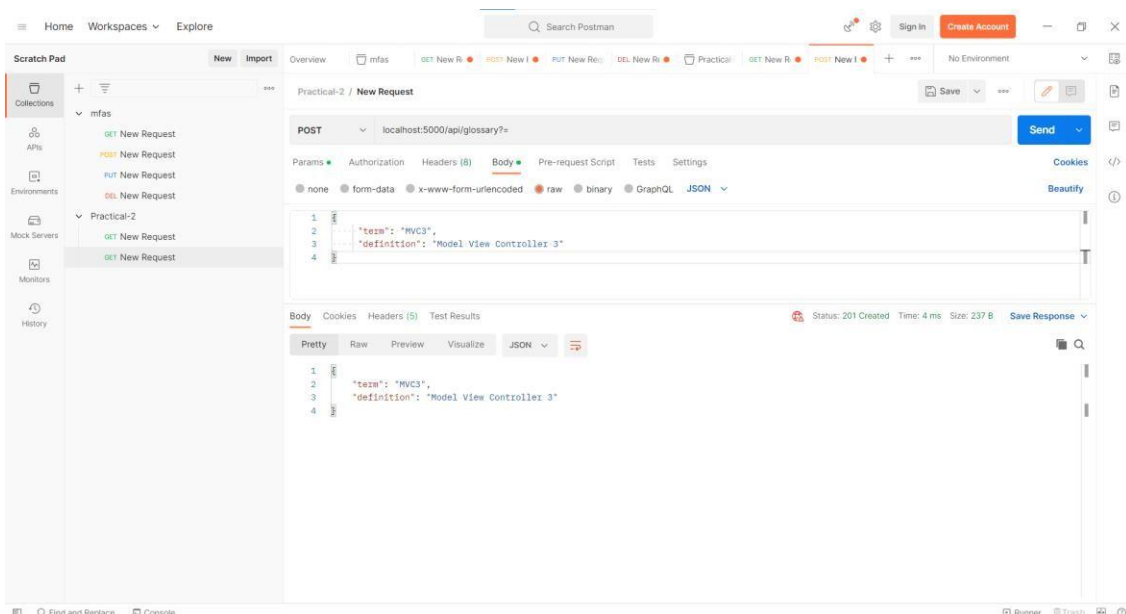 Home Workspaces Explore Search Postman Sign In Create Account
Scratch Pad New Import
Overview mfas GET New Re POST New I PUT New Req DEL New Re Practical GET New R POST New I No Environment
Collections
APIs
Environments
Mock Servers
Monitors
History
mfas
GET New Request
POST New Request
PUT New Request
DEL New Request
Practical-2
GET New Request
GET New Request
Practical-2 / New Request Save
POST localhost:5000/api/glossary?= Send
Params Authorization Headers (8) Body Pre-request Script Tests Settings Cookies
none form-data x-www-form-urlencoded raw binary GraphQL JSON Beautify
1 {
2 "term": "MVC3",
3 "definition": "Model View Controller 3"
4 }
Body Cookies Headers (5) Test Results Status: 201 Created Time: 4 ms Size: 237 B Save Response
Pretty Raw Preview Visualize JSON
1 {
2 "term": "MVC3",
3 "definition": "Model View Controller 3"
4 }
Find and Replace Console Runner Trash